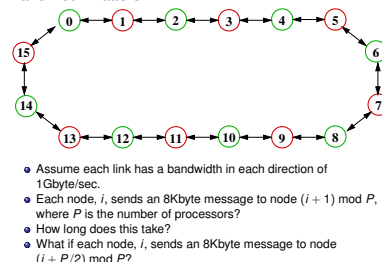 0 1 2 3 4 5
15 6
14 7
13 12 11 10 9 8
Assume each link has a bandwidth in each direction of
1Gbyte/sec.
Each node, i, sends an 8Kbyte message to node (i + 1) mod P,
where P is the number of processors?
How long does this take?
What if each node, i, sends an 8Kbyte message to node
(i + P/2) mod P?